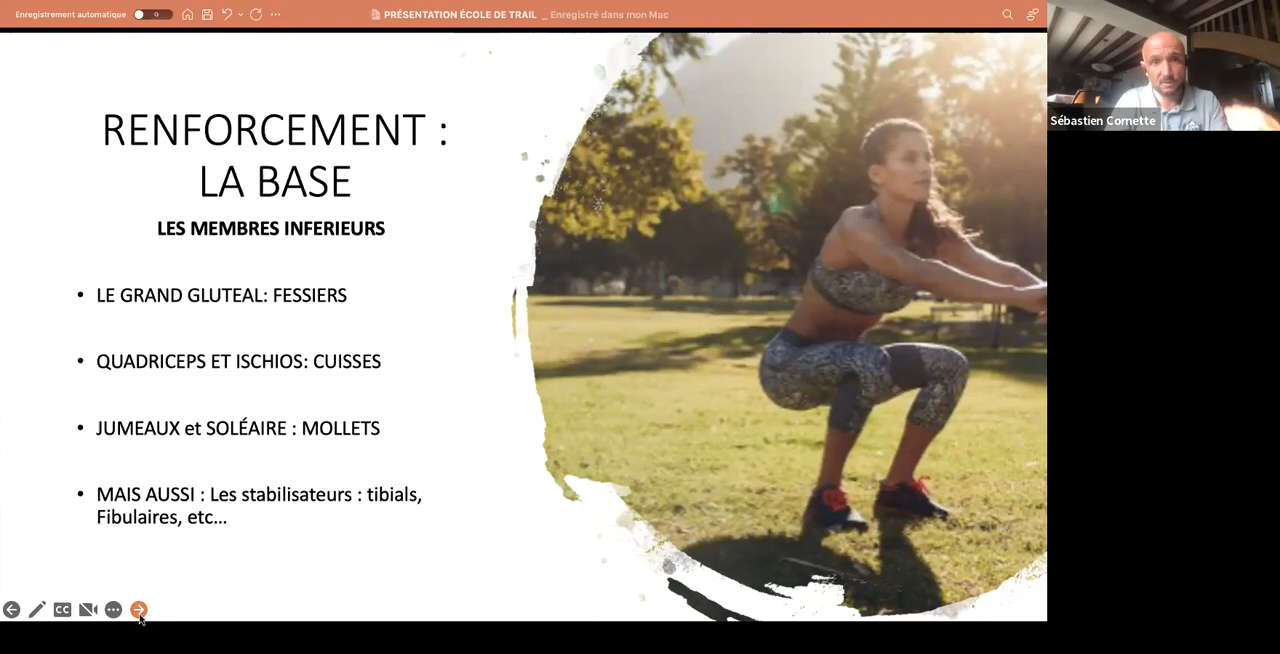 Enregistrement automatique
PRÉSENTATION ÉCOLE DE TRAIL _ Enregistré dans mon Mac
Sébastien Cornette
RENFORCEMENT :
LA BASE
LES MEMBRES INFERIEURS
• LE GRAND GLUTEAL: FESSIERS
• QUADRICEPS ET ISCHIOS: CUISSES
• JUMEAUX et SOLÉAIRE : MOLLETS
• MAIS AUSSI : Les stabilisateurs : tibials,
Fibulaires, etc...
CC